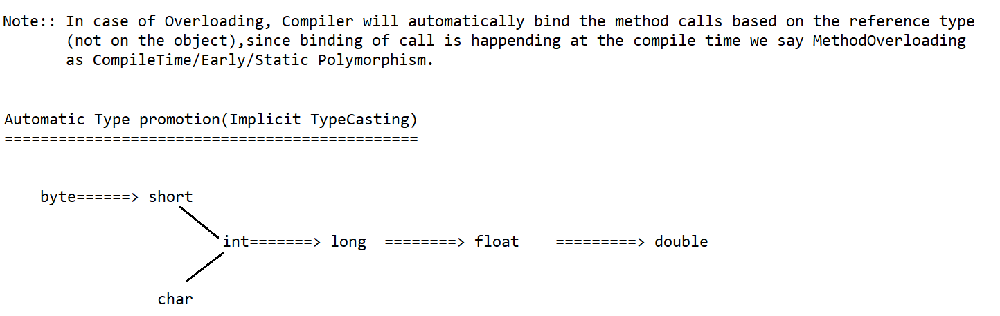 Note:: In case of Overloading, Compiler will automatically bind the method calls based on the reference type
(not on the object),since binding of call is happending at the compile time we say MethodOverloading
as CompileTime/Early/Static Polymorphism.
Automatic Type promotion(Implicit TypeCasting)
==============================================
byte======> short
int=======> long ========> float =========> double
char